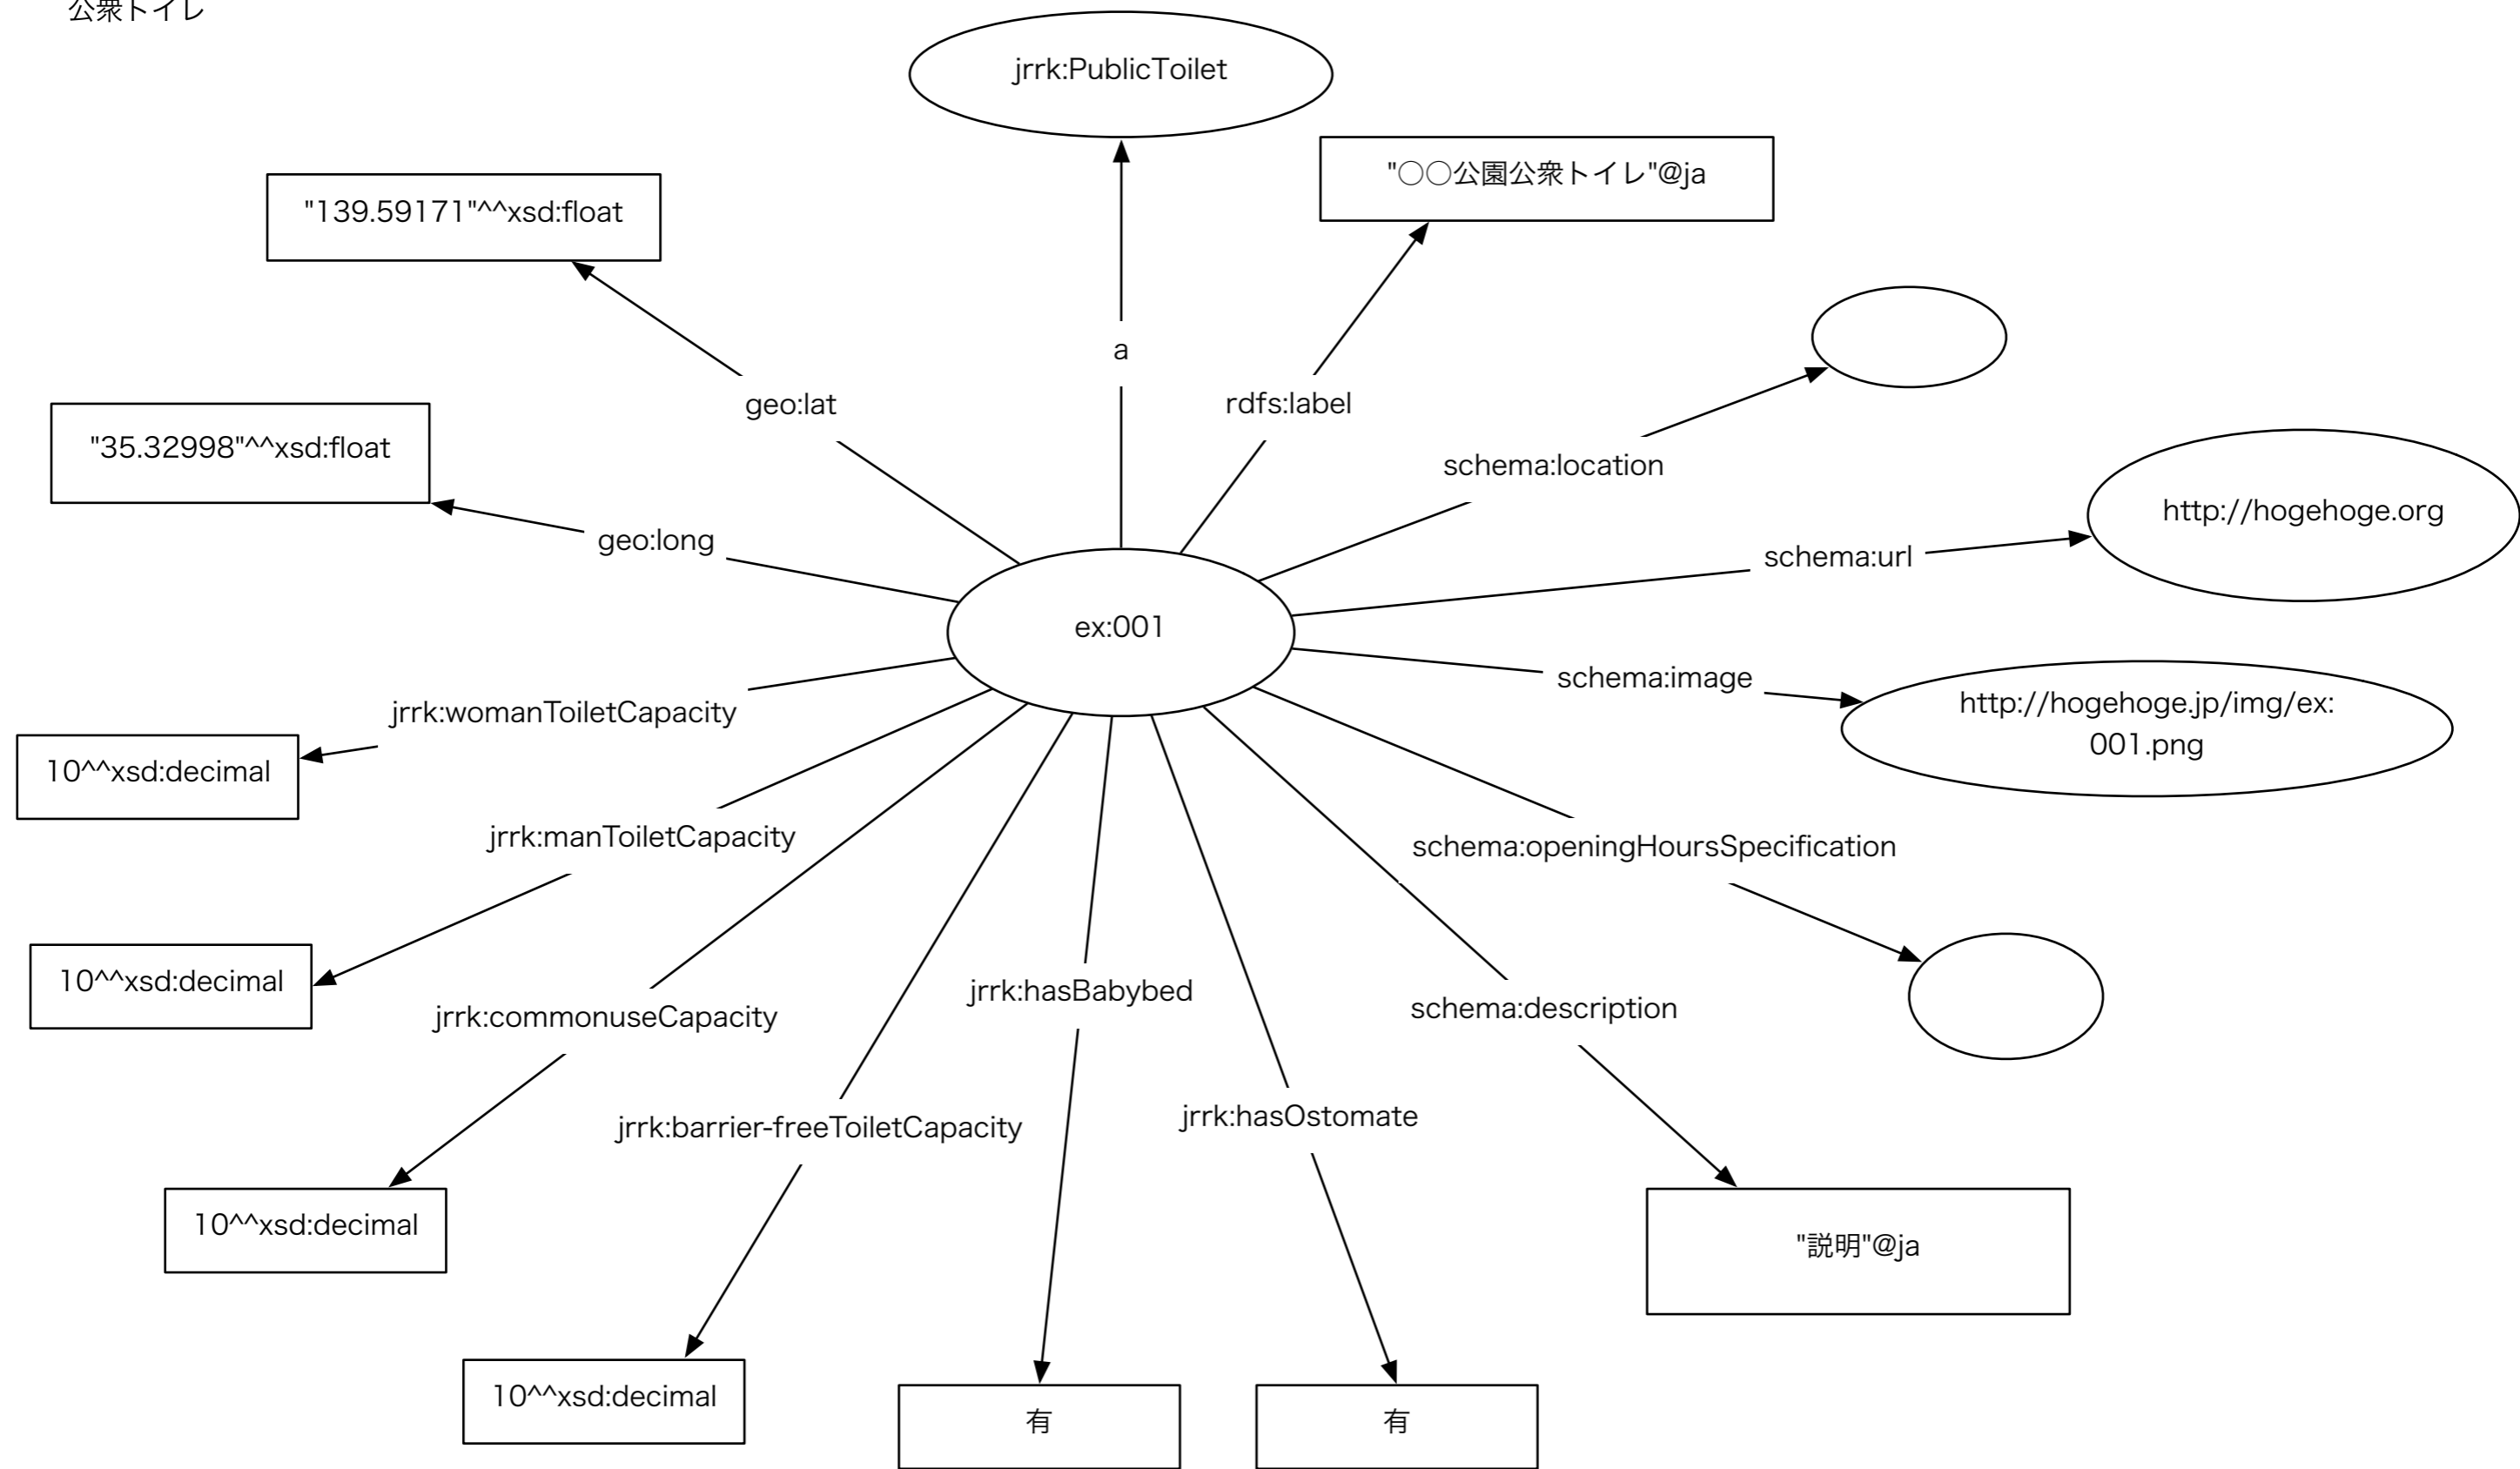 公衆トイレ
jrrk:PublicToilet
"○○公園公衆トイレ"@ja
"139.59171"^^xsd:float
a
geo:lat
rdfs:label
"35.32998"^^xsd:float
schema:location
http://hogehoge.org
geo:long
schema:url
ex:001
schema:image
http://hogehoge.jp/img/ex:
001.png
jrrk:womanToiletCapacity
10^^xsd:decimal
jrrk:manToiletCapacity
schema:openingHoursSpecification
10^^xsd:decimal
jrrk:hasBabybed
jrrk:commonuseCapacity
schema:description
jrrk:barrier-freeToiletCapacity
jrrk:hasOstomate
10^^xsd:decimal
"説明"@ja
10^^xsd:decimal
有
有